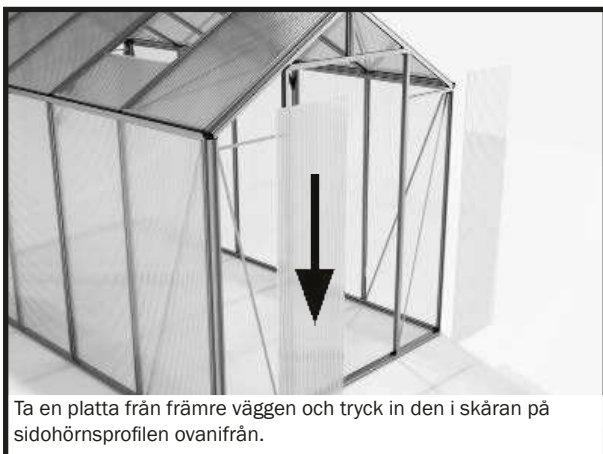 Ta en platta från främre väggen och tryck in den i skåran på
sidohörnsprofilen ovanifrån.